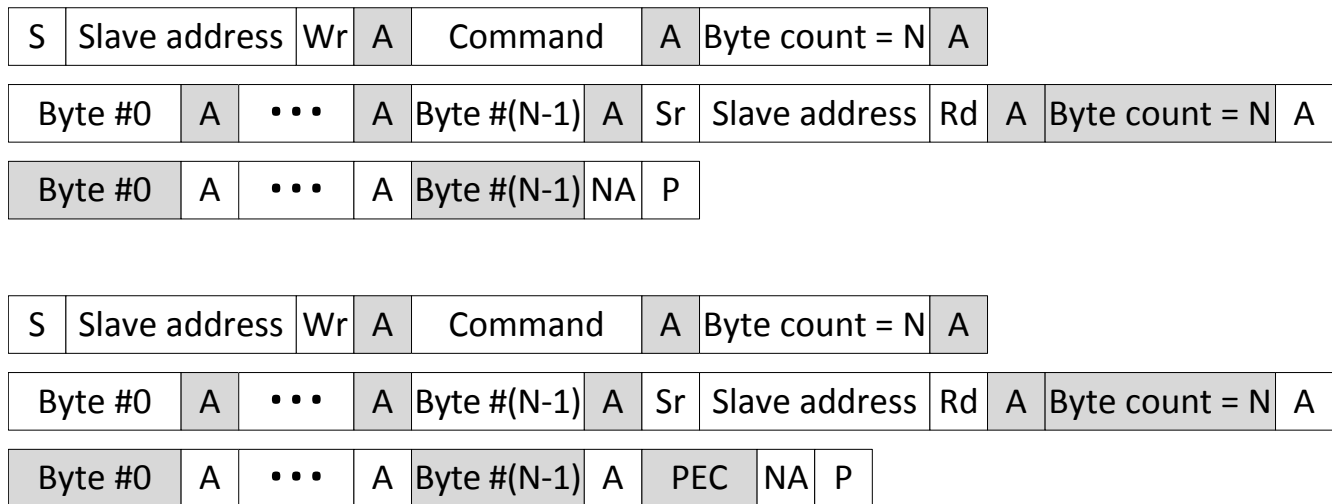 S Slave address Wr A Command A Byte count = N A
Byte #0 A ••• A Byte #(N-1) A Sr Slave address Rd A Byte count = N A
Byte #0 A ••• A Byte #(N-1) NA P
S Slave address Wr A Command A Byte count = N A
Byte #0 A ••• A Byte #(N-1) A Sr Slave address Rd A Byte count = N A
Byte #0 A ••• A Byte #(N-1) A PEC NA P